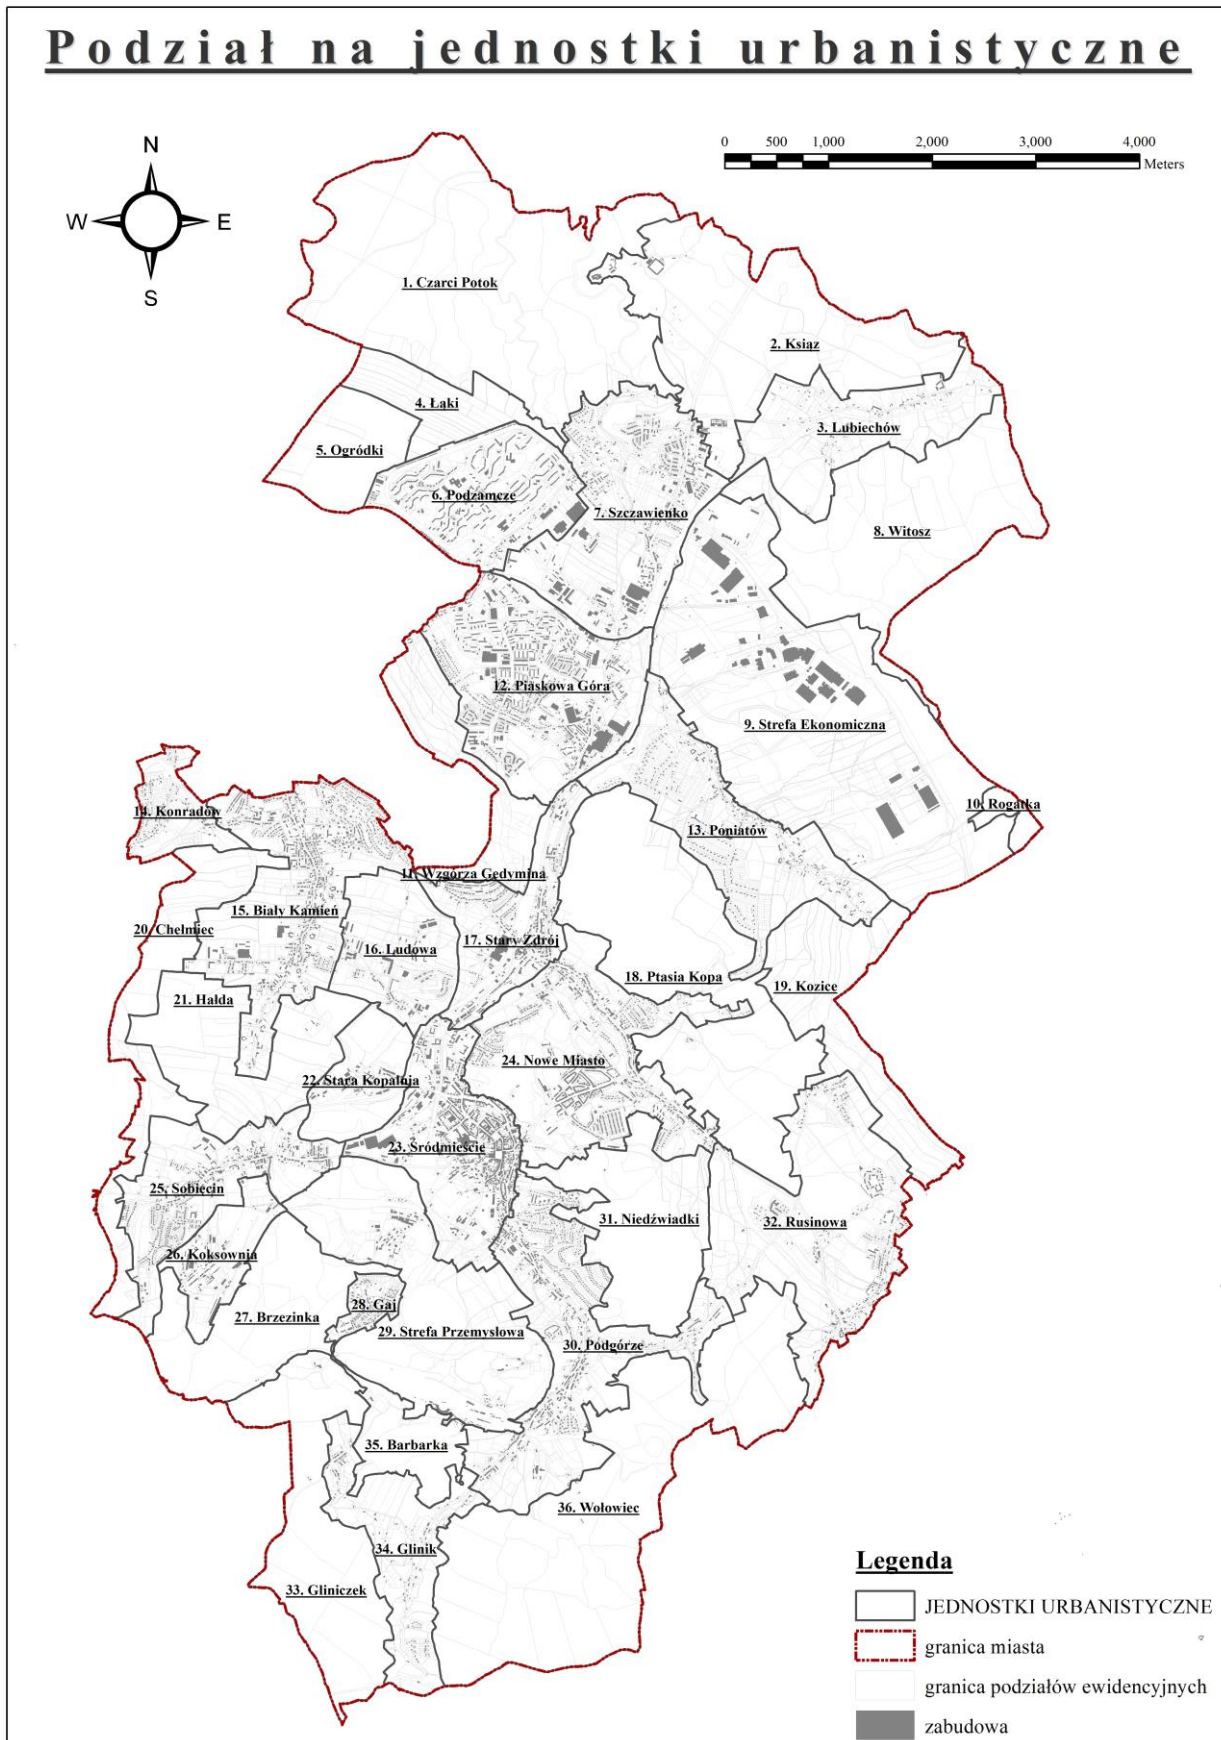 Podział na jednostki urbanistyczne
N
W E
S
0 500 1,000 2,000 3,000 4,000
Meters
1. Czarci Potok
2. Ksiąz
3. Lubiechów
4. Łąki
5. Ogródki
6. Podzamcze
7. Szczawienko
8. Witosz
9. Strefa Ekonomiczna
10. Rogatka
11. Wzgórza Gedymina
12. Piaskowa Góra
13. Poniatów
14. Konradów
15. Biały Kamień
16. Ludowa
17. Stary Zdrój
18. Ptasia Kopa
19. Kozice
20. Chełmiec
21. Hałda
22. Stara Kopalnia
23. Śródmieście
24. Nowe Miasto
25. Sobięcin
26. Koksownia
27. Brzezinka
28. Gaj
29. Strefa Przemysłowa
30. Podgórze
31. Niedźwiadki
32. Rusinowa
33. Gliniczek
34. Glinik
35. Barbarka
36. Wołowiec
Legenda
JEDNOSTKI URBANISTYCZNE
granica miasta
granica podziałów ewidencyjnych
zabudowa